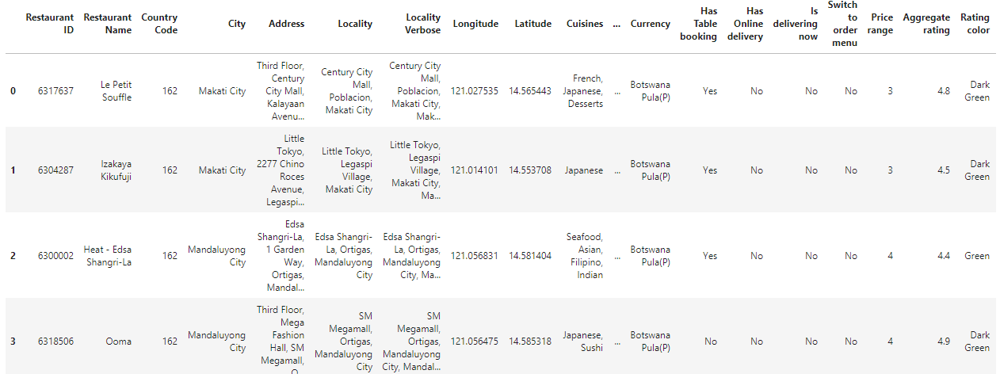 Restaurant ID Restaurant Name Country Code City Address Locality Locality Verbose Longitude Latitude Cuisines ... Currency Has Table booking Has Online delivery Is delivering now Switch to order menu Price range Aggregate rating Rating color
0 6317637 Le Petit Souffle 162 Makati City Third Floor, Century City Mall, Kalayaan Avenu... Century City Mall, Poblacion, Makati City Century City Mall, Poblacion, Makati City, Mak... 121.027535 14.565443 French, Japanese, Desserts ... Botswana Pula(P) Yes No No No 3 4.8 Dark Green
1 6304287 Izakaya Kikufuji 162 Makati City Little Tokyo, 2277 Chino Roces Avenue, Legaspi... Little Tokyo, Legaspi Village, Makati City Little Tokyo, Legaspi Village, Makati City, Ma... 121.014101 14.553708 Japanese ... Botswana Pula(P) Yes No No No 3 4.5 Dark Green
2 6300002 Heat - Edsa Shangri-La 162 Mandaluyong City Edsa Shangri-La, 1 Garden Way, Ortigas, Mandal... Edsa Shangri-La, Ortigas, Mandaluyong City Edsa Shangri-La, Ortigas, Mandaluyong City, Ma... 121.056831 14.581404 Seafood, Asian, Filipino, Indian ... Botswana Pula(P) Yes No No No 4 4.4 Green
3 6318506 Ooma 162 Mandaluyong City Third Floor, Mega Fashion Hall, SM Megamall, O... SM Megamall, Ortigas, Mandaluyong City SM Megamall, Ortigas, Mandaluyong City, Mandal... 121.056475 14.585318 Japanese, Sushi ... Botswana Pula(P) No No No No 4 4.9 Dark Green